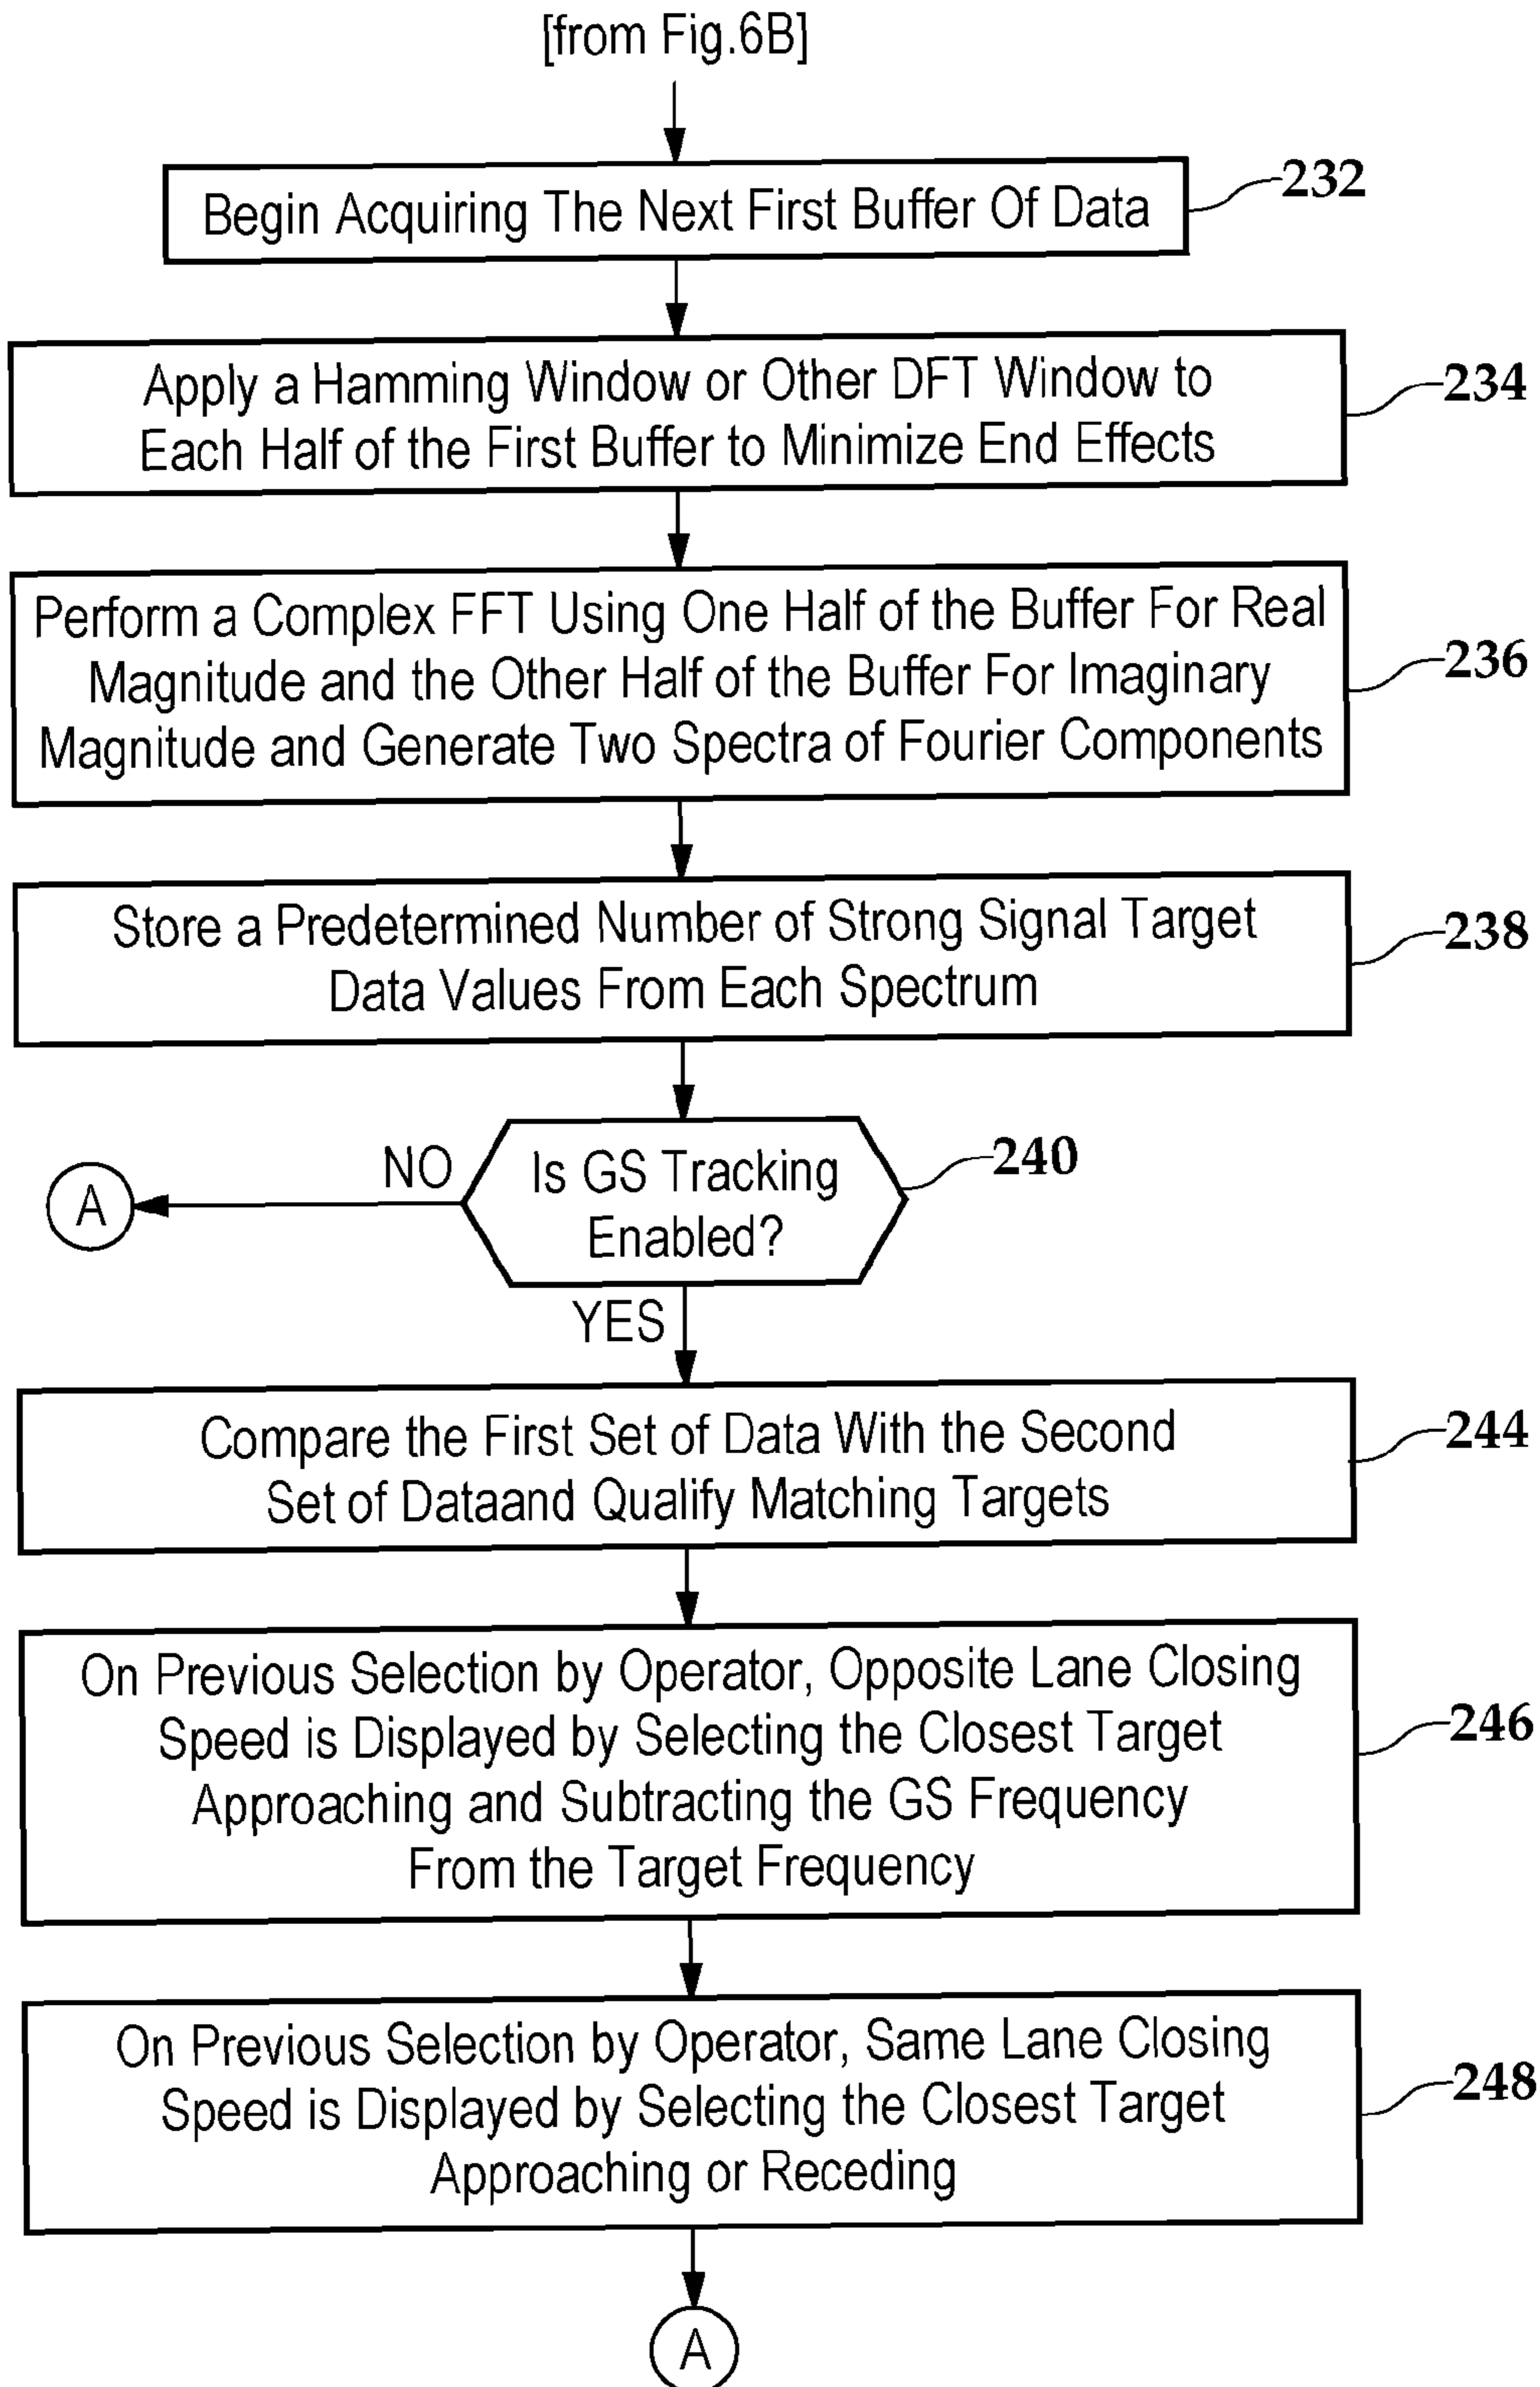 [from Fig.6B]
Begin Acquiring The Next First Buffer Of Data
232
Apply a Hamming Window or Other DFT Window to
Each Half of the First Buffer to Minimize End Effects
234
Perform a Complex FFT Using One Half of the Buffer For Real
Magnitude and the Other Half of the Buffer For Imaginary
Magnitude and Generate Two Spectra of Fourier Components
236
Store a Predetermined Number of Strong Signal Target
Data Values From Each Spectrum
238
Is GS Tracking
Enabled?
240
NO
A
YES
Compare the First Set of Data With the Second
Set of Dataand Qualify Matching Targets
244
On Previous Selection by Operator, Opposite Lane Closing
Speed is Displayed by Selecting the Closest Target
Approaching and Subtracting the GS Frequency
From the Target Frequency
246
On Previous Selection by Operator, Same Lane Closing
Speed is Displayed by Selecting the Closest Target
Approaching or Receding
248
A